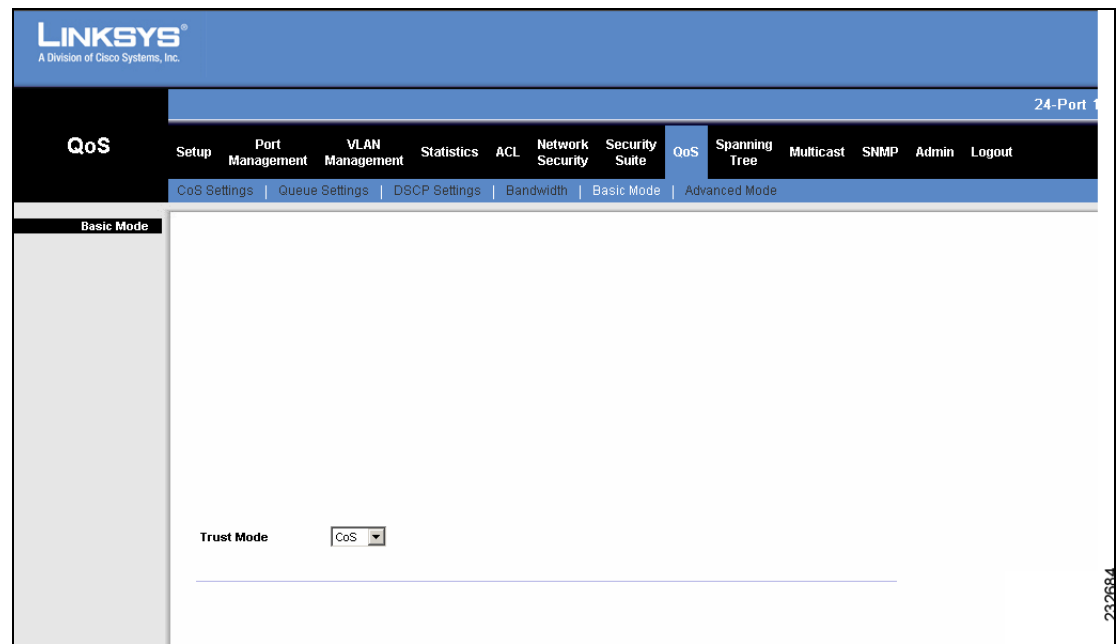 LINKSYS®
A Division of Cisco Systems, Inc.
24-Port 1
QoS
Setup Port Management VLAN Management Statistics ACL Network Security Security Suite QoS Spanning Tree Multicast SNMP Admin Logout
CoS Settings | Queue Settings | DSCP Settings | Bandwidth | Basic Mode | Advanced Mode
Basic Mode
Trust Mode CoS
232684